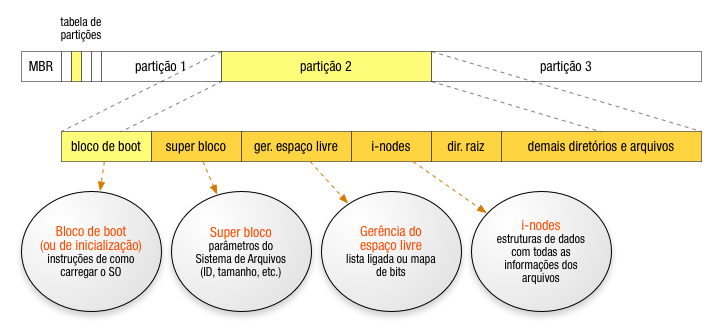 tabela de
partições
MBR
partição 1
partição 2
partição 3
bloco de boot
super bloco
ger. espaço livre
i-nodes
dir. raiz
demais diretórios e arquivos
Bloco de boot
(ou de inicialização)
instruções de como
carregar o SO
Super bloco
parâmetros do
Sistema de Arquivos
(ID, tamanho, etc.)
Gerência do
espaço livre
lista ligada ou mapa
de bits
i-nodes
estruturas de dados
com todas as
informações dos
arquivos